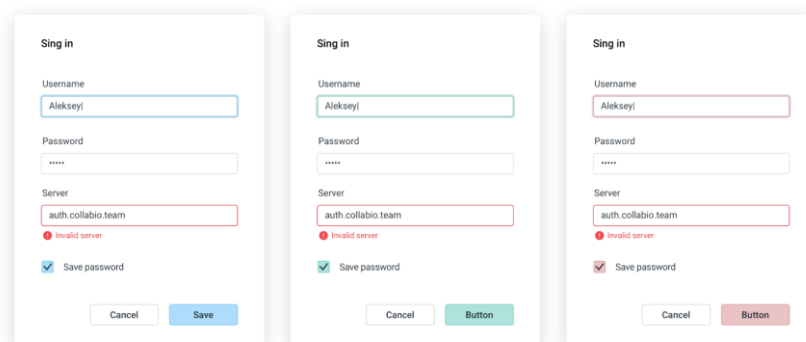 Sing in
Username
Aleksey
Password
•••••
Server
auth.collabio.team
Invalid server
Save password
Cancel Save
Sing in
Username
Aleksey
Password
•••••
Server
auth.collabio.team
Invalid server
Save password
Cancel Button
Sing in
Username
Aleksey
Password
•••••
Server
auth.collabio.team
Invalid server
Save password
Cancel Button